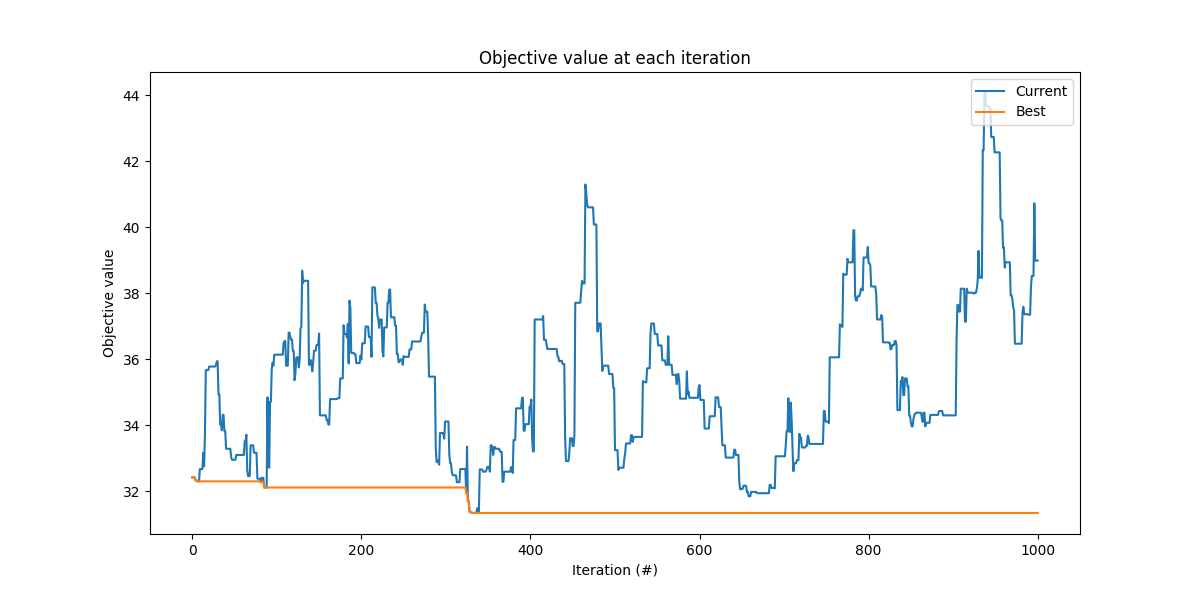 Objective value at each iteration
Current
Best
44
42
40
38
36
34
32
Objective value
0 200 400 600 800 1000
Iteration (#)